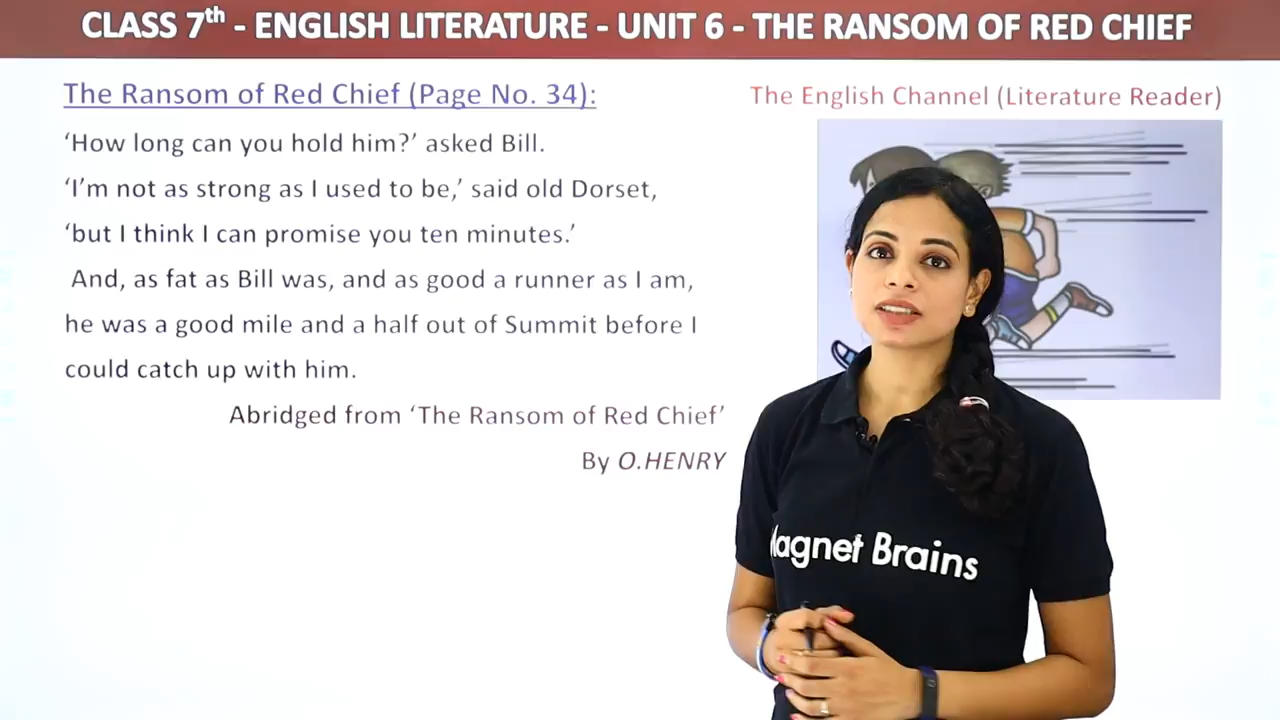 CLASS 7th - ENGLISH LITERATURE - UNIT 6 - THE RANSOM OF RED CHIEF
The Ransom of Red Chief (Page No. 34):
The English Channel (Literature Reader)
‘How long can you hold him?’ asked Bill.
‘I’m not as strong as I used to be,’ said old Dorset,
‘but I think I can promise you ten minutes.’
And, as fat as Bill was, and as good a runner as I am,
he was a good mile and a half out of Summit before I
could catch up with him.
Abridged from ‘The Ransom of Red Chief’
By O.HENRY
Magnet Brains